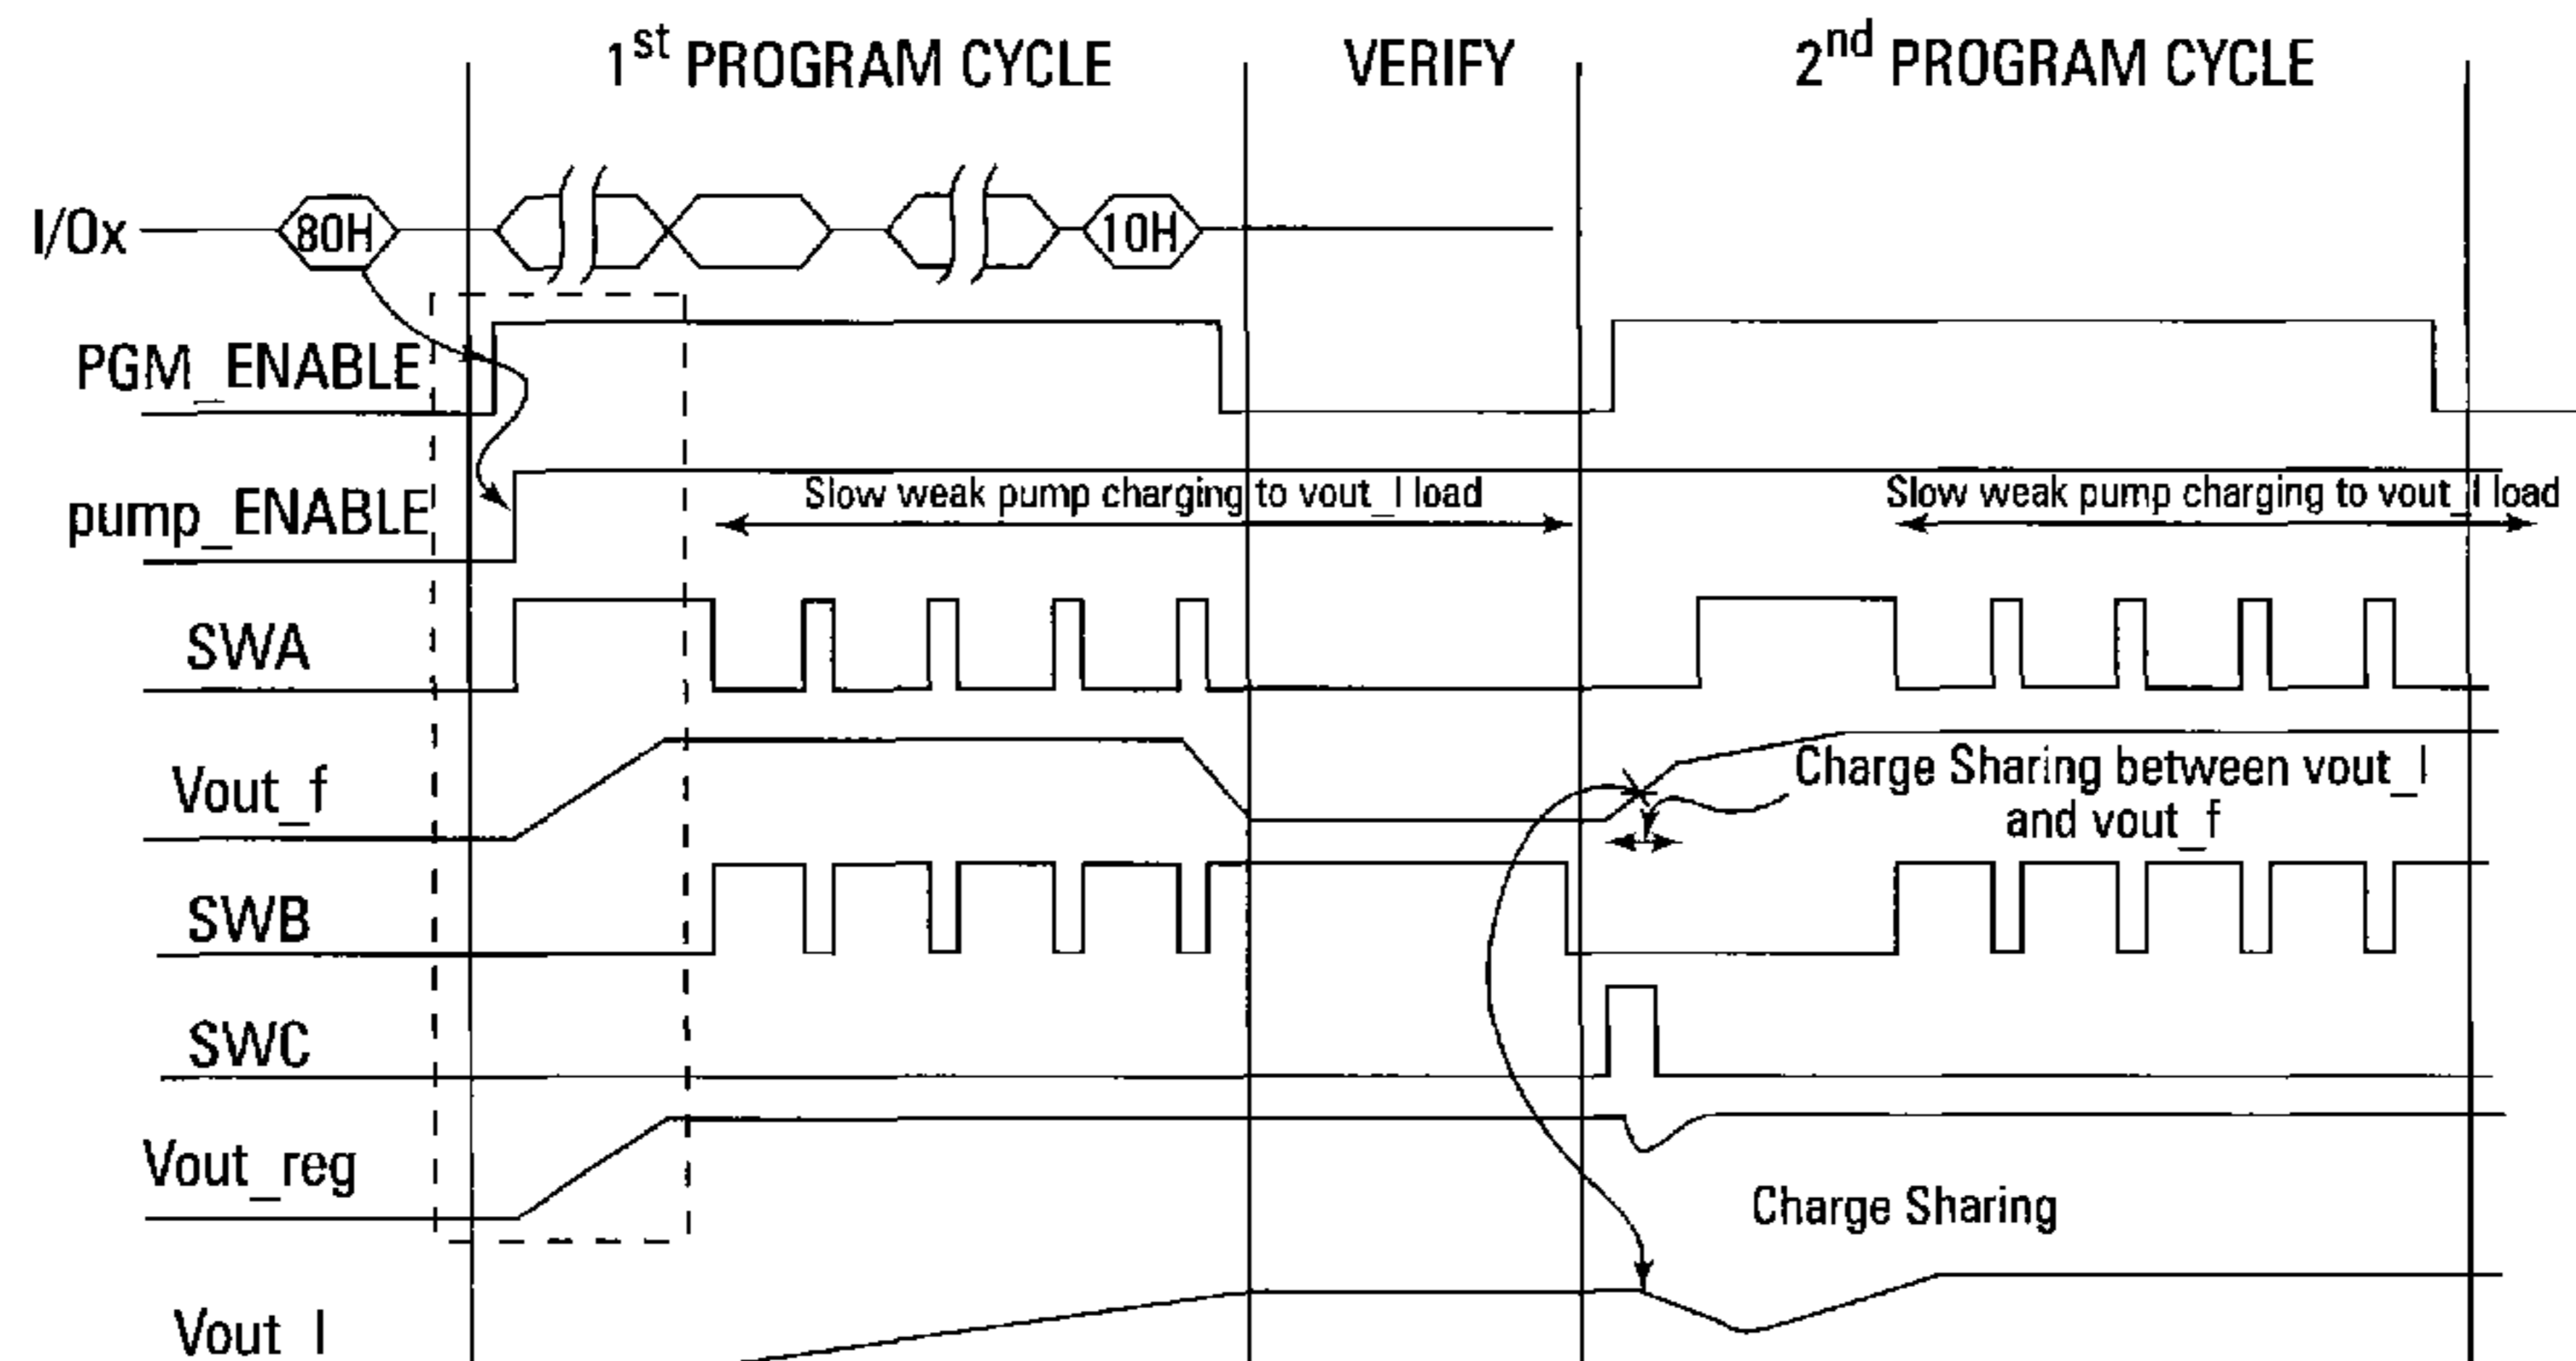 1st PROGRAM CYCLE
VERIFY
2nd PROGRAM CYCLE
I/Ox
80H
10H
PGM_ENABLE
pump_ENABLE
Slow weak pump charging to vout_l load
Slow weak pump charging to vout_l load
SWA
Vout_f
Charge Sharing between vout_l
and vout_f
SWB
SWC
Vout_reg
Charge Sharing
Vout l